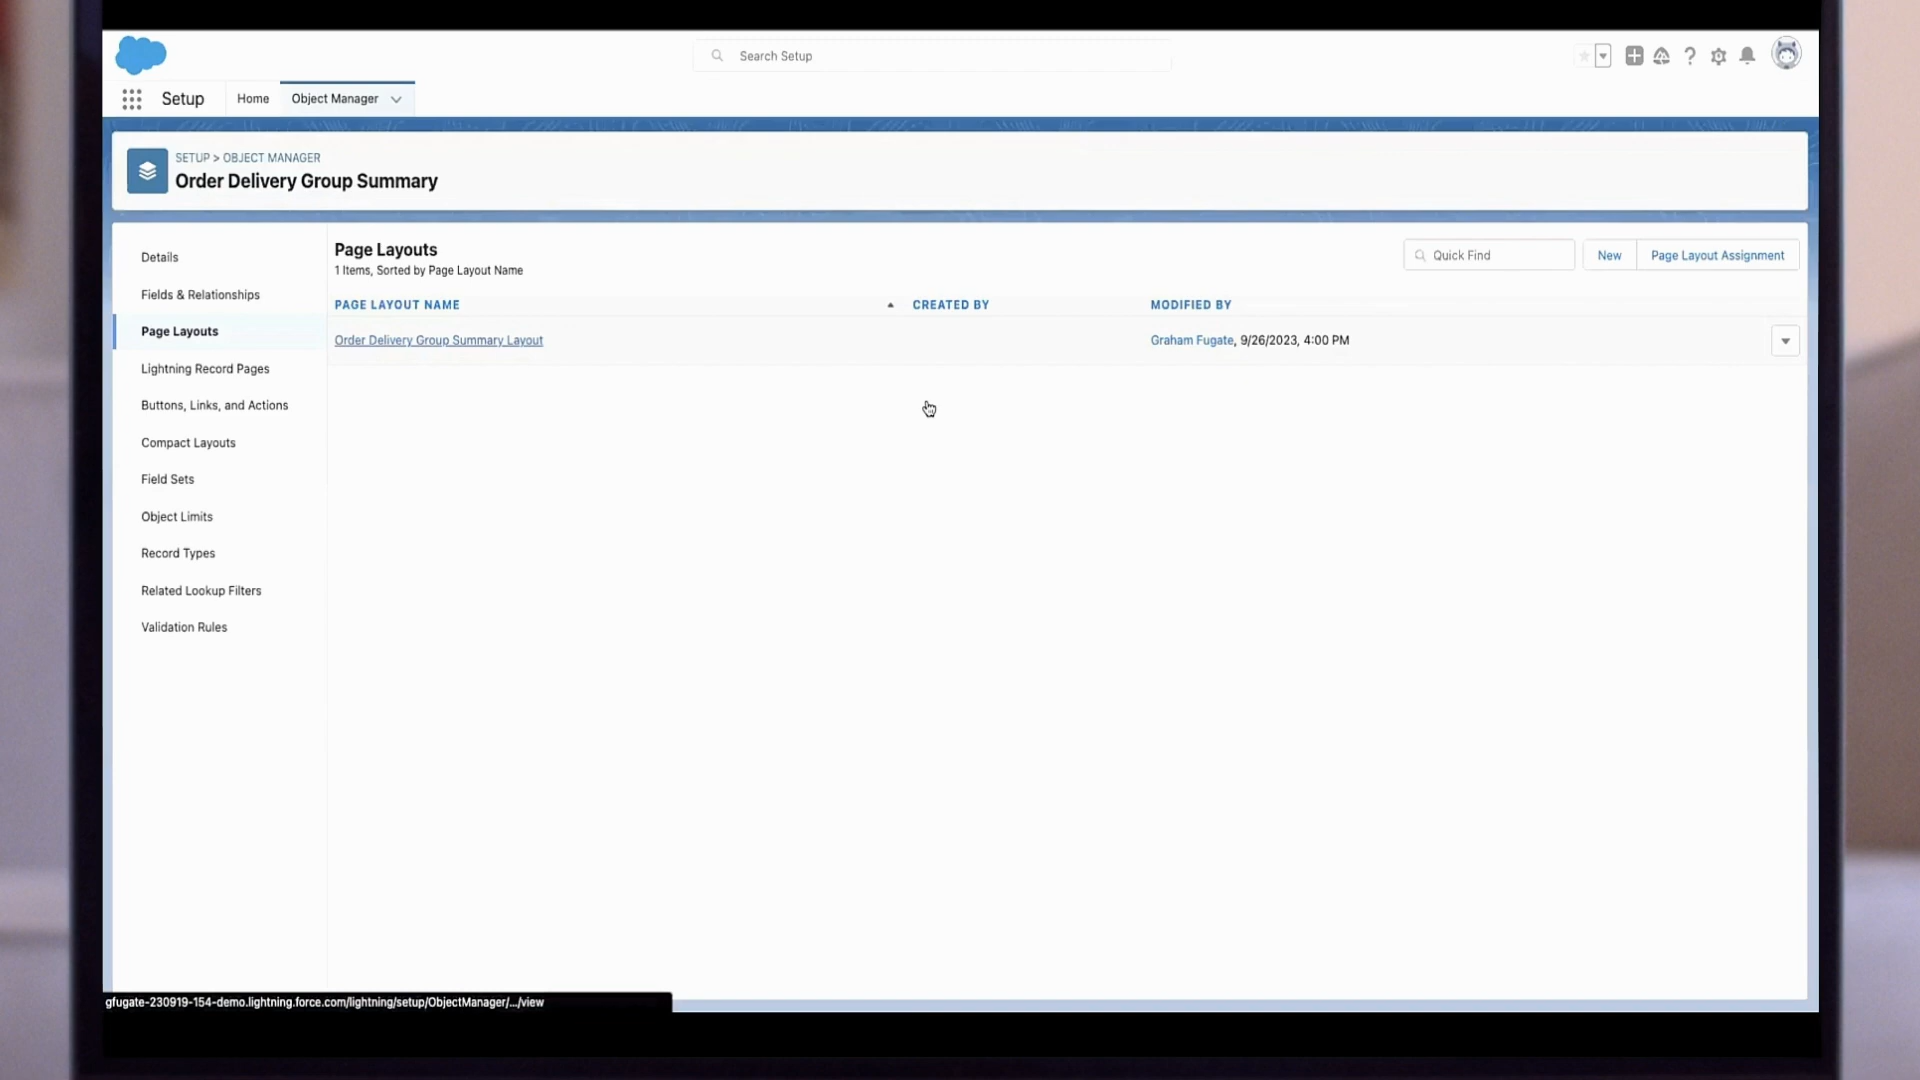 Search Setup
Setup
Home
Object Manager
SETUP > OBJECT MANAGER
Order Delivery Group Summary
Details
Fields & Relationships
Page Layouts
Lightning Record Pages
Buttons, Links, and Actions
Compact Layouts
Field Sets
Object Limits
Record Types
Related Lookup Filters
Validation Rules
Page Layouts
1 Items, Sorted by Page Layout Name
Quick Find
New
Page Layout Assignment
PAGE LAYOUT NAME CREATED BY MODIFIED BY
Order Delivery Group Summary Layout Graham Fugate, 9/26/2023, 4:00 PM
gfugate-230919-154-demo.lightning.force.com/lightning/setup/ObjectManager/.../view